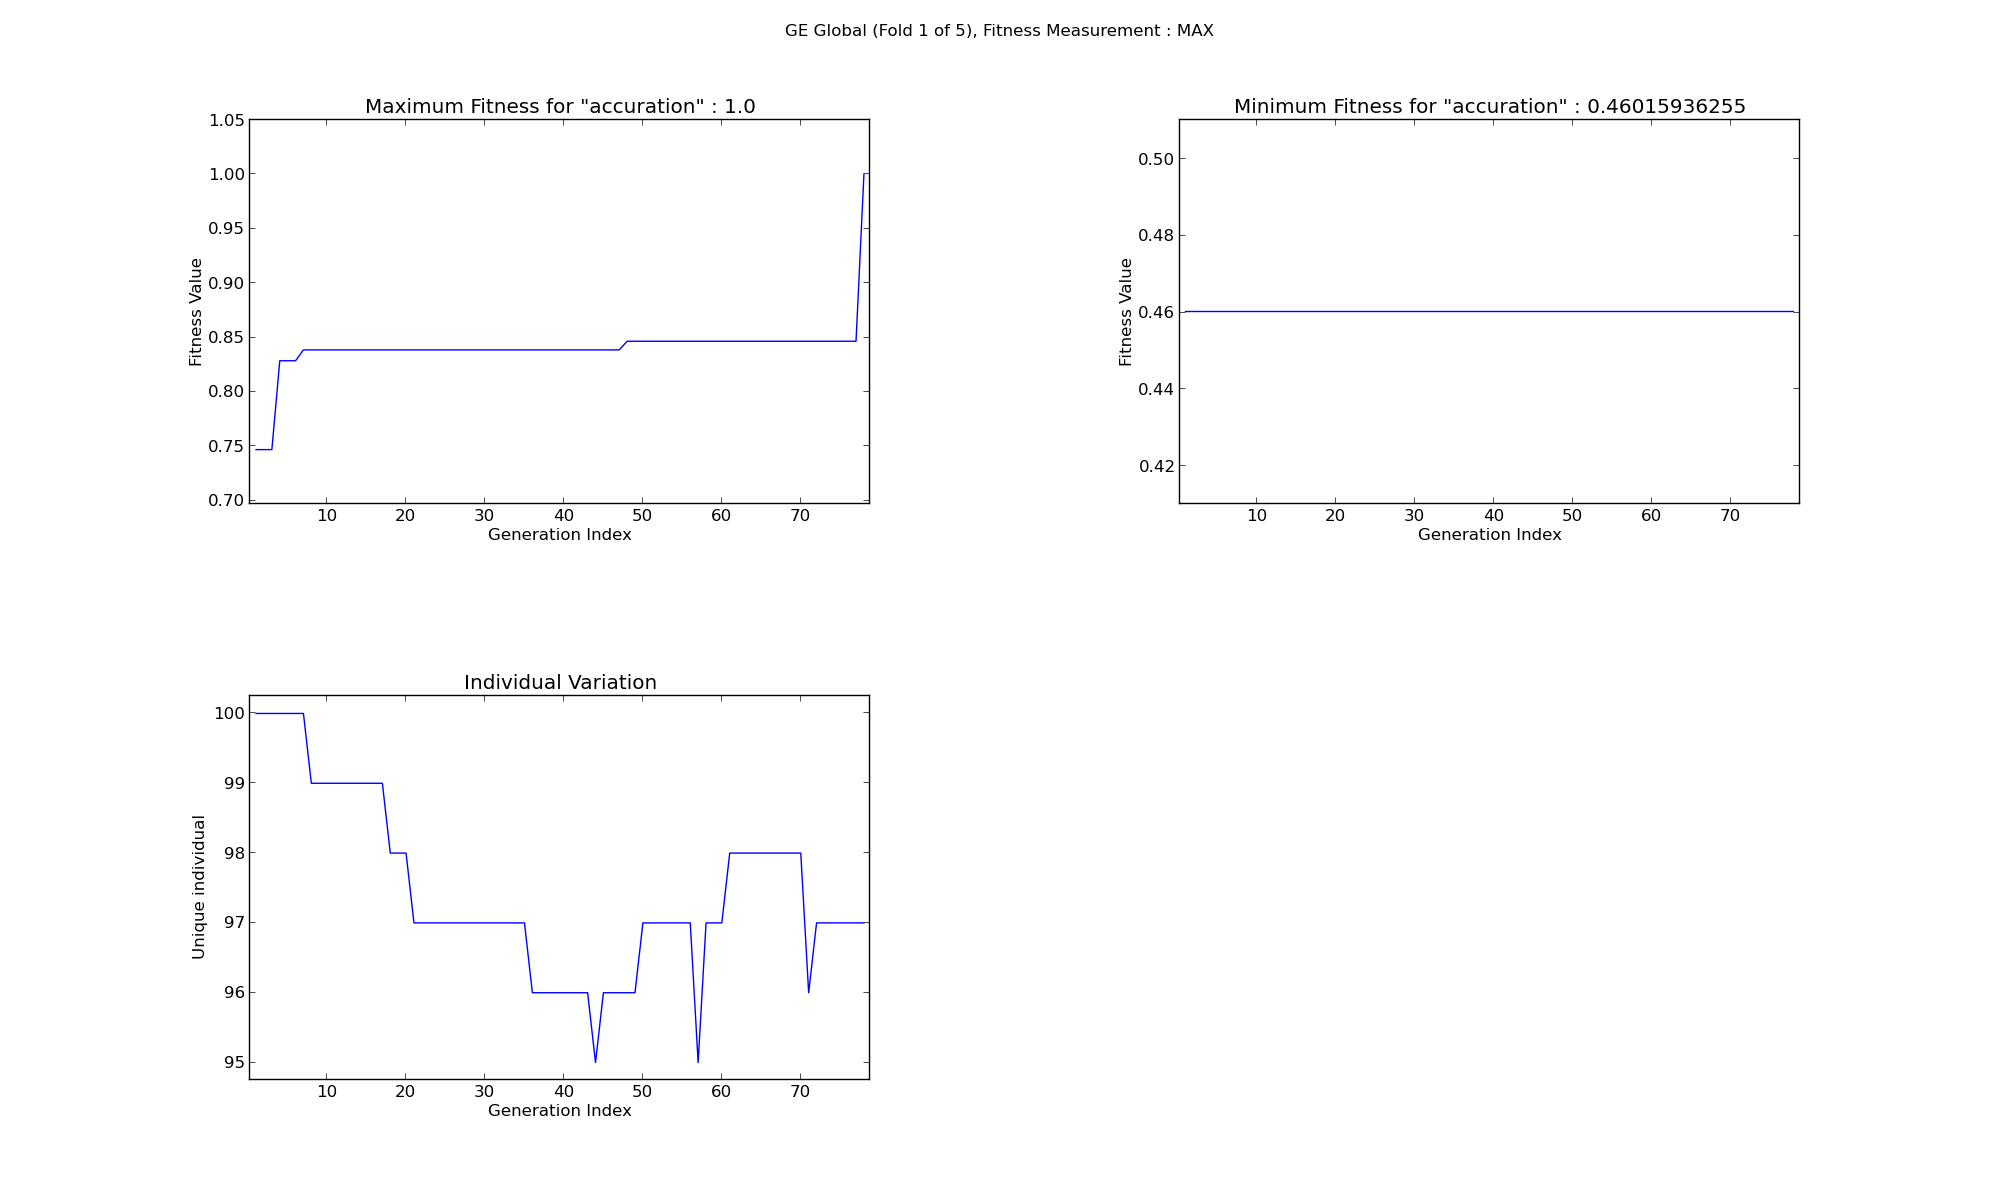 GE Global (Fold 1 of 5), Fitness Measurement : MAX
Maximum Fitness for "accuration" : 1.0
1.05
1.00
0.95
0.90
0.85
0.80
0.75
0.70
Fitness Value
10 20 30 40 50 60 70
Generation Index
Minimum Fitness for "accuration" : 0.46015936255
0.50
0.48
0.46
0.44
0.42
Fitness Value
10 20 30 40 50 60 70
Generation Index
Individual Variation
100
99
98
97
96
95
Unique individual
10 20 30 40 50 60 70
Generation Index